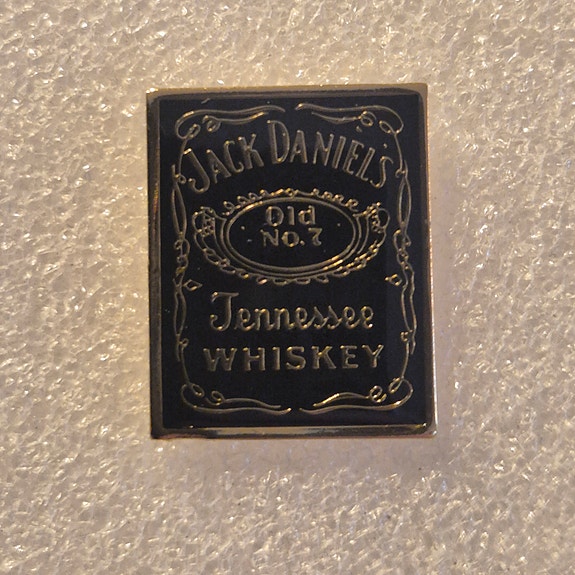 JACK DANIEL'S
Old
No.7
Tennessee
WHISKEY